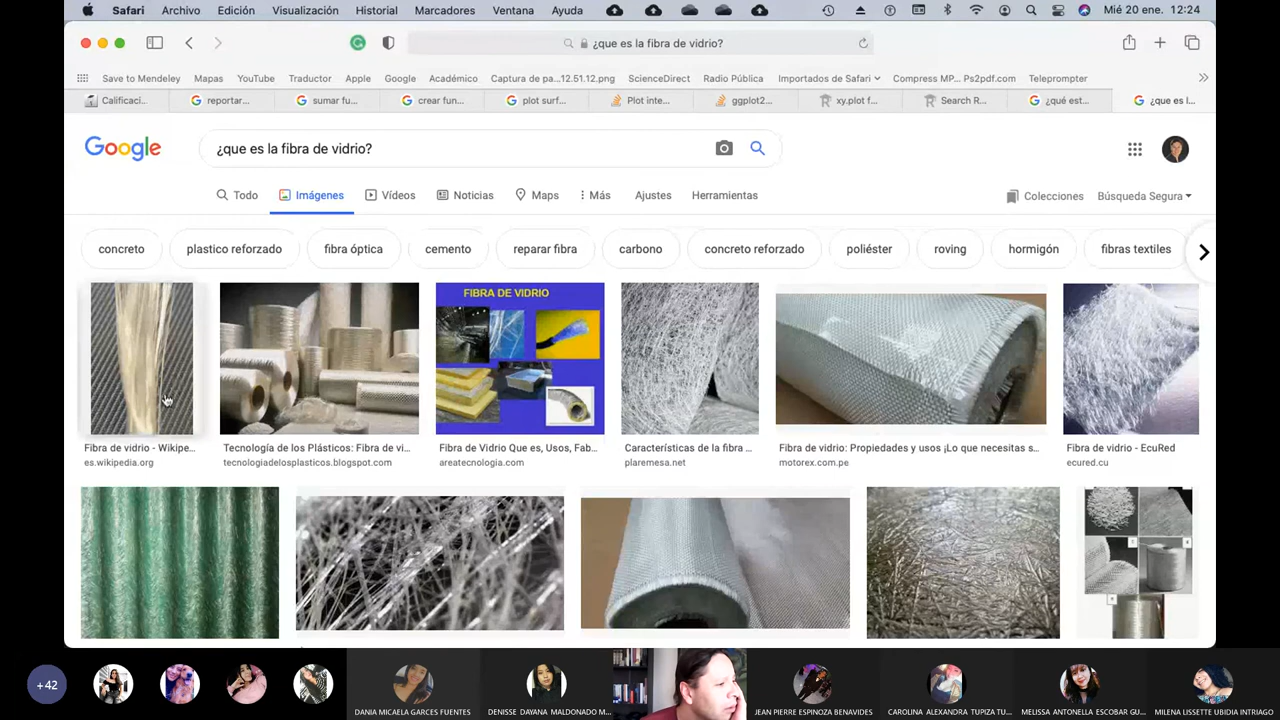 Safari Archivo Edición Visualización Historial Marcadores Ventana Ayuda Mié 20 ene. 12:24
¿que es la fibra de vidrio?
Save to Mendeley Mapas YouTube Traductor Apple Google Académico Captura de pa...12.51.12.png ScienceDirect Radio Pública Importados de Safari Compress MP... Ps2pdf.com Teleprompter
Calificaci... reportar... sumar fu... crear fun... plot surf... Plot inte... ggplot2... xy.plot f... Search R... ¿qué est... ¿que es l...
Google ¿que es la fibra de vidrio?
Todo Imágenes Vídeos Noticias Maps Más Ajustes Herramientas Colecciones Búsqueda Segura
concreto plastico reforzado fibra óptica cemento reparar fibra carbono concreto reforzado poliéster roving hormigón fibras textiles
FIBRA DE VIDRIO
Fibra de vidrio - Wikipe... Tecnología de los Plásticos: Fibra de vi... Fibra de Vidrio Que es, Usos, Fab... Características de la fibra ... Fibra de vidrio: Propiedades y usos ¡Lo que necesitas s... Fibra de vidrio - EcuRed
es.wikipedia.org tecnologiadelosplasticos.blogspot.com areatecnologia.com plaremesa.net motorex.com.pe ecured.cu
+42
DANIA MICAELA GARCES FUENTES DENISSE DAYANA MALDONADO M... JEAN PIERRE ESPINOZA BENAVIDES CAROLINA ALEXANDRA TUPIZA TU... MELISSA ANTONELLA ESCOBAR GU... MILENA LISSETTE UBIDIA INTRIAGO